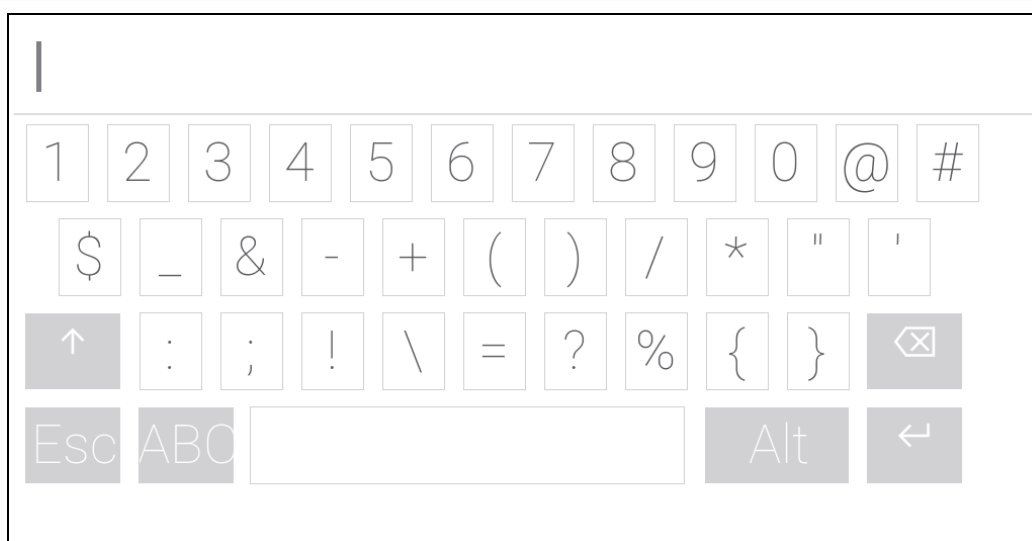 1 2 3 4 5 6 7 8 9 0 @ #
$ _ & - + ( ) / * " '
: ; ! \ = ? % { }
Esc ABC Alt